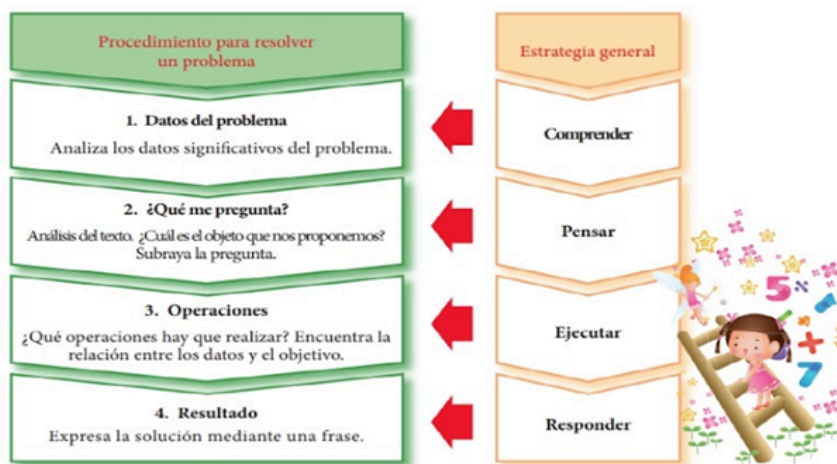 Procedimiento para resolver
un problema
Estrategia general
1. Datos del problema
Analiza los datos significativos del problema.
Comprender
2. ¿Qué me pregunta?
Análisis del texto. ¿Cuál es el objeto que nos proponemos?
Subraya la pregunta.
Pensar
3. Operaciones
¿Qué operaciones hay que realizar? Encuentra la
relación entre los datos y el objetivo.
Ejecutar
4. Resultado
Expresa la solución mediante una frase.
Responder
5 %
1
+
7